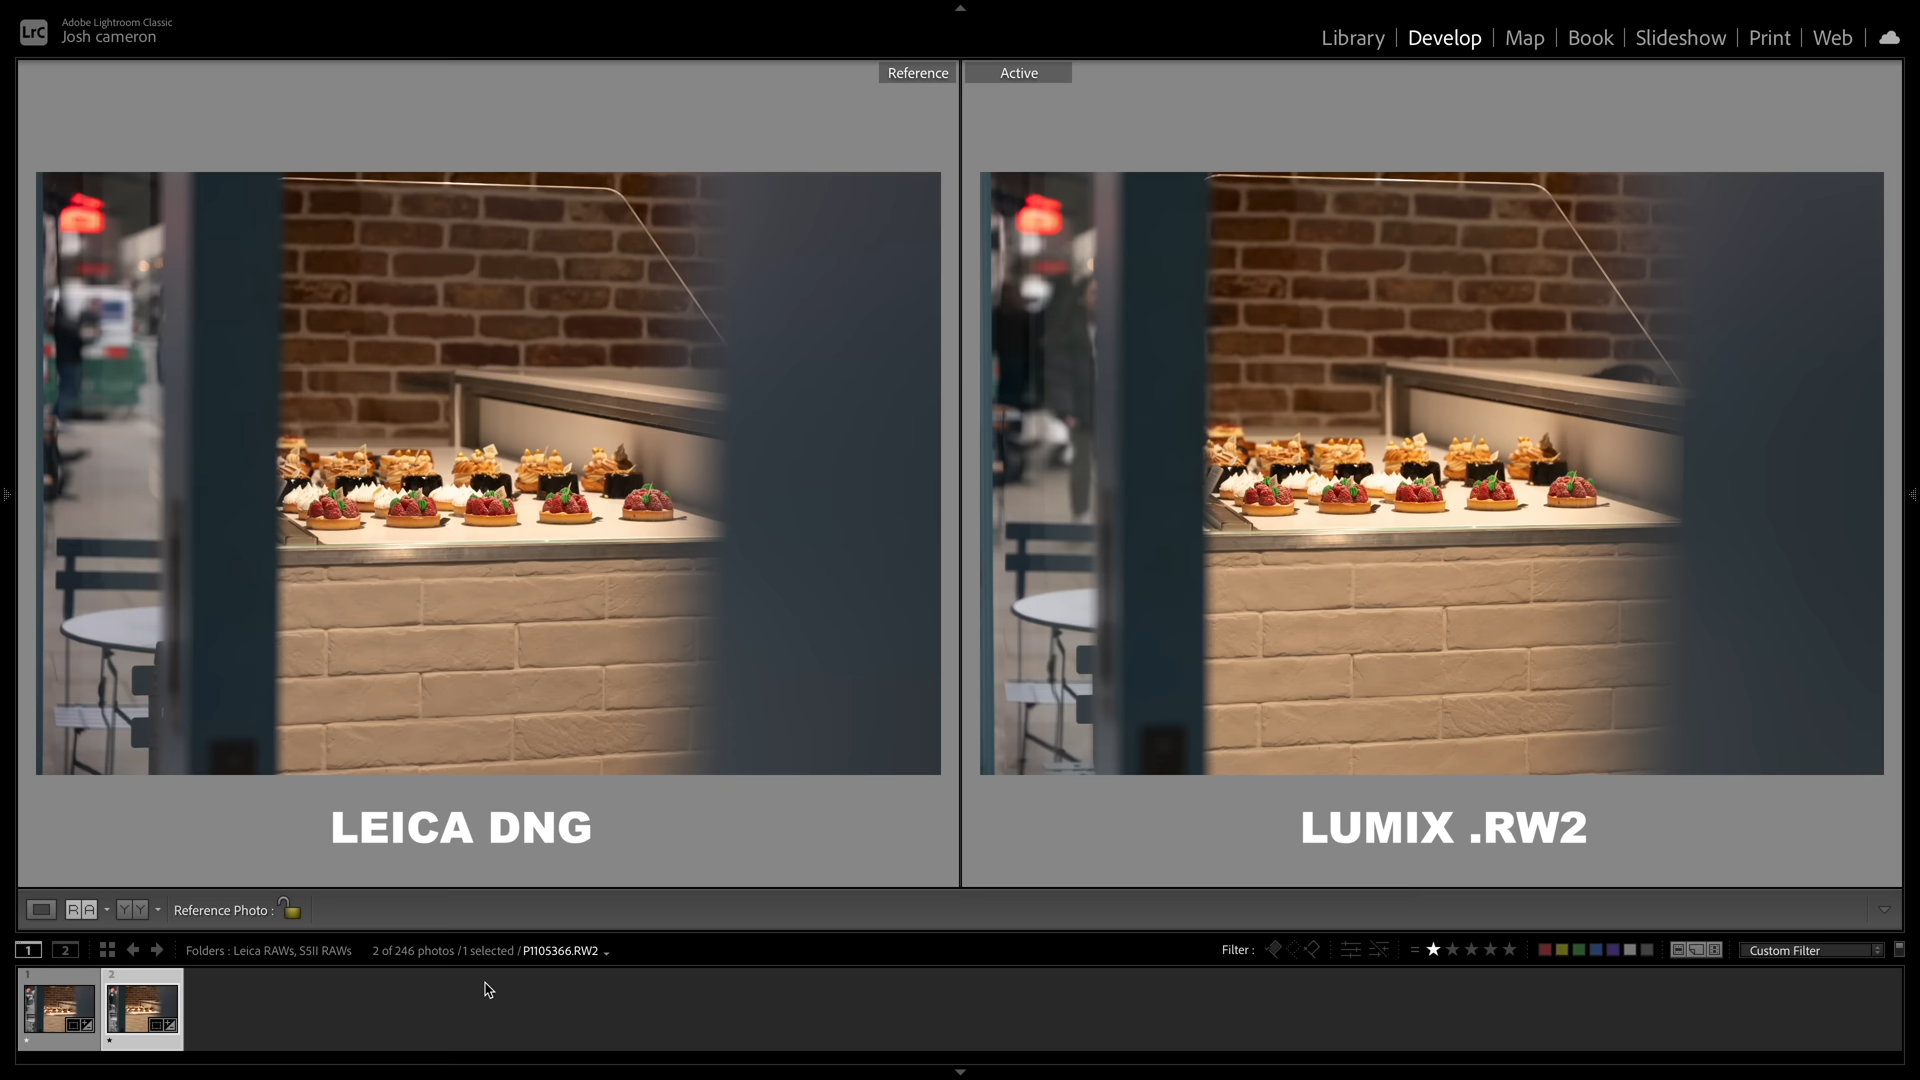 LrC
Adobe Lightroom Classic
Josh cameron
Library | Develop | Map | Book | Slideshow | Print | Web
Reference
Active
LEICA DNG
LUMIX .RW2
R A
Y Y
Reference Photo :
1
2
Folders : Leica RAWs, SSII RAWs
2 of 246 photos / 1 selected / P1105366.RW2
Filter :
Custom Filter
1
2